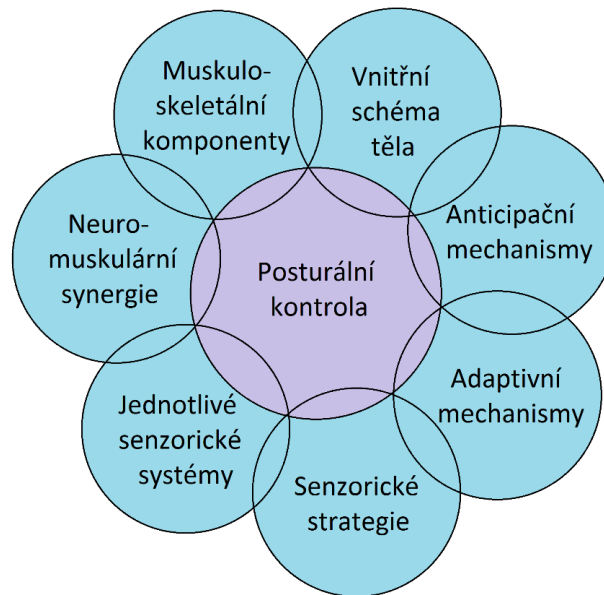 Muskulo-
skeletální
komponenty
Vnitřní
schéma
těla
Neuro-
muskulární
synergie
Posturální
kontrola
Anticipační
mechanismy
Jednotlivé
senzorické
systémy
Senzorické
strategie
Adaptivní
mechanismy